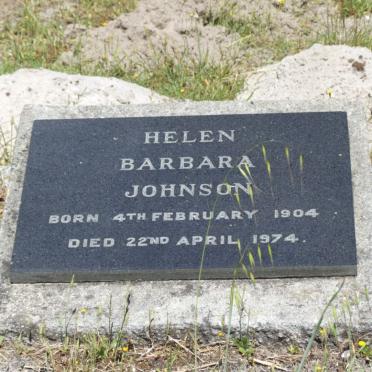 HELEN
BARBARA
JOHNSON
BORN 4TH FEBRUARY 1904
DIED 22ND APRIL 1974.